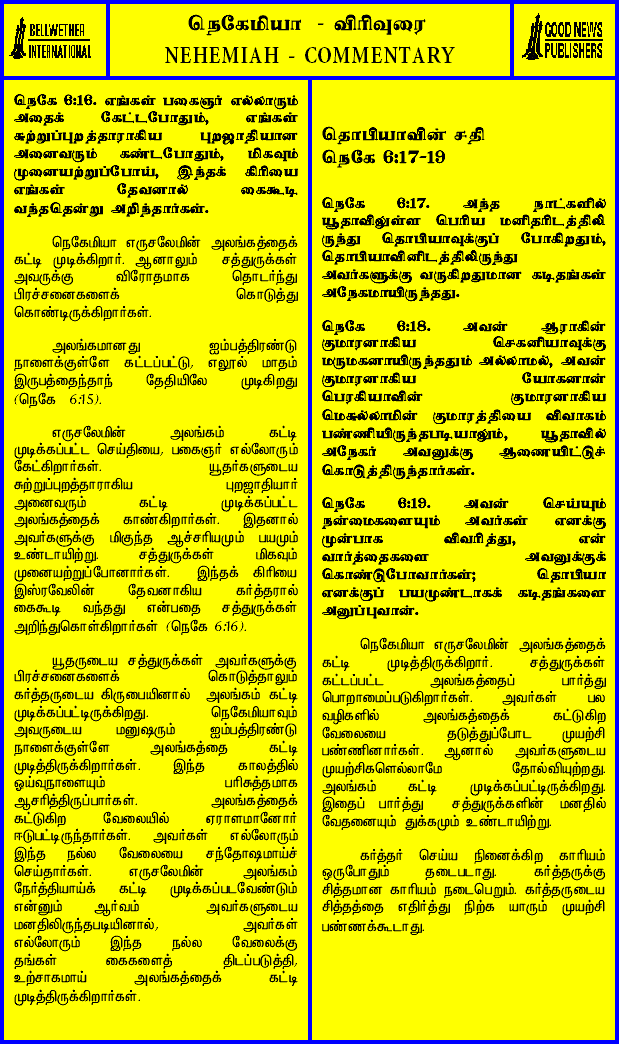 BELLWETHER
INTERNATIONAL
நெகேமியா - விரிவுரை
NEHEMIAH - COMMENTARY
GOOD NEWS
PUBLISHERS
நெகே 6:16. எங்கள் பகைஞர் எல்லாரும்
அதைக் கேட்டபோதும், எங்கள்
சுற்றுப்புறத்தாராகிய புறஜாதியான
அனைவரும் கண்டபோதும், மிகவும்
முனையற்றுப்போய், இந்தக் கிரியை
எங்கள் தேவனால் கைகூடி
வந்ததென்று அறிந்தார்கள்.
நெகேமியா எருசலேமின் அலங்கத்தைக்
கட்டி முடிக்கிறார். ஆனாலும் சத்துருக்கள்
அவருக்கு விரோதமாக தொடர்ந்து
பிரச்சனைகளைக் கொடுத்து
கொண்டிருக்கிறார்கள்.
அலங்கமானது ஐம்பத்திரண்டு
நாளைக்குள்ளே கட்டப்பட்டு, எலூல் மாதம்
இருபத்தைந்தாந் தேதியிலே முடிகிறது
(நெகே 6:15).
எருசலேமின் அலங்கம் கட்டி
முடிக்கப்பட்ட செய்தியை, பகைஞர் எல்லோரும்
கேட்கிறார்கள். யூதர்களுடைய
சுற்றுப்புறத்தாராகிய புறஜாதியார்
அனைவரும் கட்டி முடிக்கப்பட்ட
அலங்கத்தைக் காண்கிறார்கள். இதனால்
அவர்களுக்கு மிகுந்த ஆச்சரியமும் பயமும்
உண்டாயிற்று. சத்துருக்கள் மிகவும்
முனையற்றுப்போனார்கள். இந்தக் கிரியை
இஸ்ரவேலின் தேவனாகிய கர்த்தரால்
கைகூடி வந்தது என்பதை சத்துருக்கள்
அறிந்துகொள்கிறார்கள் (நெகே 6:16).
யூதருடைய சத்துருக்கள் அவர்களுக்கு
பிரச்சனைகளைக் கொடுத்தாலும்
கர்த்தருடைய கிருபையினால் அலங்கம் கட்டி
முடிக்கப்பட்டிருக்கிறது. நெகேமியாவும்
அவருடைய மனுஷரும் ஐம்பத்திரண்டு
நாளைக்குள்ளே அலங்கத்தை கட்டி
முடித்திருக்கிறார்கள். இந்த காலத்தில்
ஓய்வுநாளையும் பரிசுத்தமாக
ஆசரித்திருப்பார்கள். அலங்கத்தைக்
கட்டுகிற வேலையில் ஏராளமானோர்
ஈடுபட்டிருந்தார்கள். அவர்கள் எல்லோரும்
இந்த நல்ல வேலையை சந்தோஷமாய்ச்
செய்தார்கள். எருசலேமின் அலங்கம்
நேர்த்தியாய்க் கட்டி முடிக்கப்படவேண்டும்
என்னும் ஆர்வம் அவர்களுடைய
மனதிலிருந்தபடியினால், அவர்கள்
எல்லோரும் இந்த நல்ல வேலைக்கு
தங்கள் கைகளைத் திடப்படுத்தி,
உற்சாகமாய் அலங்கத்தைக் கட்டி
முடித்திருக்கிறார்கள்.
தொபியாவின் சதி
நெகே 6:17-19
நெகே 6:17. அந்த நாட்களில்
யூதாவிலுள்ள பெரிய மனிதரிடத்திலி
ருந்து தொபியாவுக்குப் போகிறதும்,
தொபியாவினிடத்திலிருந்து
அவர்களுக்கு வருகிறதுமான கடிதங்கள்
அநேகமாயிருந்தது.
நெகே 6:18. அவன் ஆராகின்
குமாரனாகிய செகனியாவுக்கு
மருமகனாயிருந்ததும் அல்லாமல், அவன்
குமாரனாகிய யோகனான்
பெரகியாவின் குமாரனாகிய
மெசுல்லாமின் குமாரத்தியை விவாகம்
பண்ணியிருந்தபடியாலும், யூதாவில்
அநேகர் அவனுக்கு ஆணையிட்டுச்
கொடுத்திருந்தார்கள்.
நெகே 6:19. அவன் செய்யும்
நன்மைகளையும் அவர்கள் எனக்கு
முன்பாக விவரித்து, என்
வார்த்தைகளை அவனுக்குக்
கொண்டுபோவார்கள்; தொபியா
எனக்குப் பயமுண்டாகக் கடிதங்களை
அனுப்புவான்.
நெகேமியா எருசலேமின் அலங்கத்தைக்
கட்டி முடித்திருக்கிறார். சத்துருக்கள்
கட்டப்பட்ட அலங்கத்தைப் பார்த்து
பொறாமைப்படுகிறார்கள். அவர்கள் பல
வழிகளில் அலங்கத்தைக் கட்டுகிற
வேலையை தடுத்துப்போட முயற்சி
பண்ணினார்கள். ஆனால் அவர்களுடைய
முயற்சிகளெல்லாமே தோல்வியுற்றது.
அலங்கம் கட்டி முடிக்கப்பட்டிருக்கிறது.
இதைப் பார்த்து சத்துருக்களின் மனதில்
வேதனையும் துக்கமும் உண்டாயிற்று.
கர்த்தர் செய்ய நினைக்கிற காரியம்
ஒருபோதும் தடைபடாது. கர்த்தருக்கு
சித்தமான காரியம் நடைபெறும். கர்த்தருடைய
சித்தத்தை எதிர்த்து நிற்க யாரும் முயற்சி
பண்ணக்கூடாது.